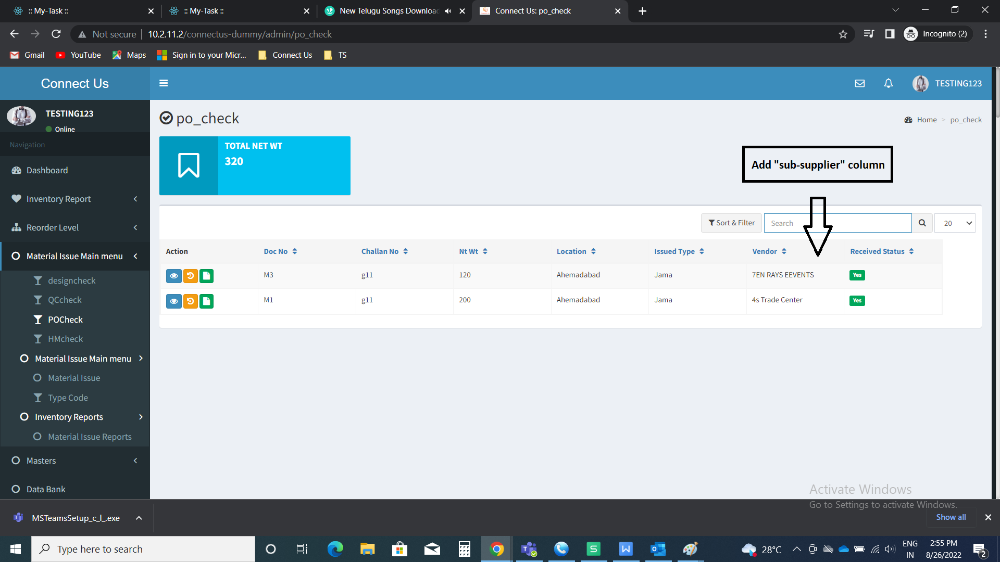 :: My-Task ::
:: My-Task ::
New Telugu Songs Downloa
Connect Us: po_check
Not secure | 10.2.11.2/connectus-dummy/admin/po_check
Incognito (2)
Gmail
YouTube
Maps
Sign in to your Micr...
Connect Us
TS
Connect Us
TESTING123
TESTING123
Online
Navigation
Dashboard
Inventory Report
Reorder Level
Material Issue Main menu
designcheck
QCcheck
POCheck
HMcheck
Material Issue Main menu
Material Issue
Type Code
Inventory Reports
Material Issue Reports
Masters
Data Bank
po_check
Home > po_check
TOTAL NET WT
320
Add "sub-supplier" column
Sort & Filter
Search
20
Action Doc No Challan No Nt Wt Location Issued Type Vendor Received Status
M3 g11 120 Ahemadabad Jama 7EN RAYS EEVENTS Yes
M1 g11 200 Ahemadabad Jama 4s Trade Center Yes
Activate Windows
Go to Settings to activate Windows.
MSTeamsSetup_c_l_.exe
Show all
Type here to search
28°C
ENG
IN
2:55 PM
8/26/2022
2